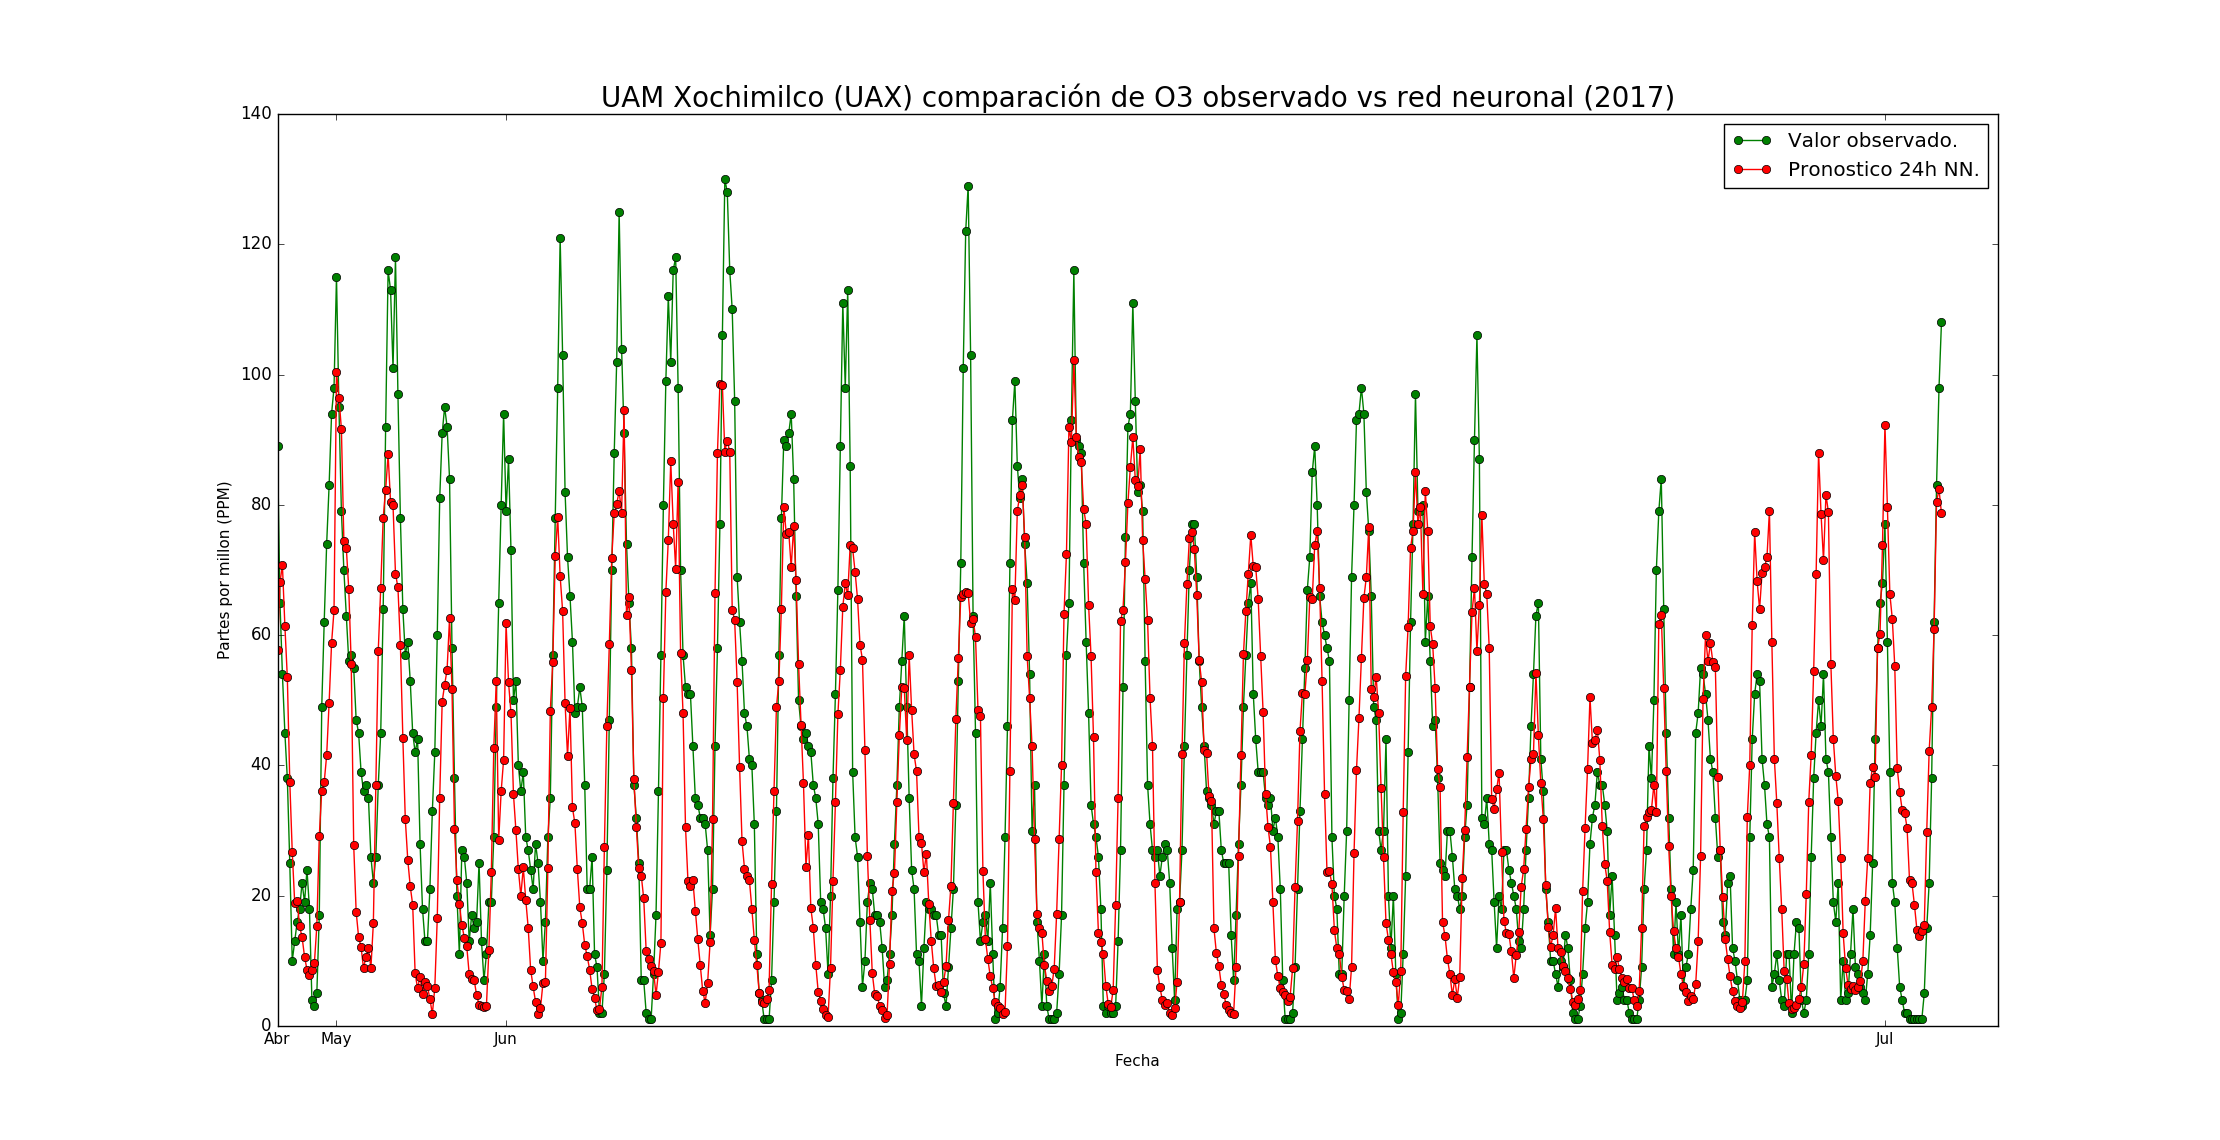 UAM Xochimilco (UAX) comparación de O3 observado vs red neuronal (2017)
Valor observado.
Pronostico 24h NN.
140
120
100
80
60
40
20
0
Partes por millon (PPM)
Abr May Jun Jul
Fecha